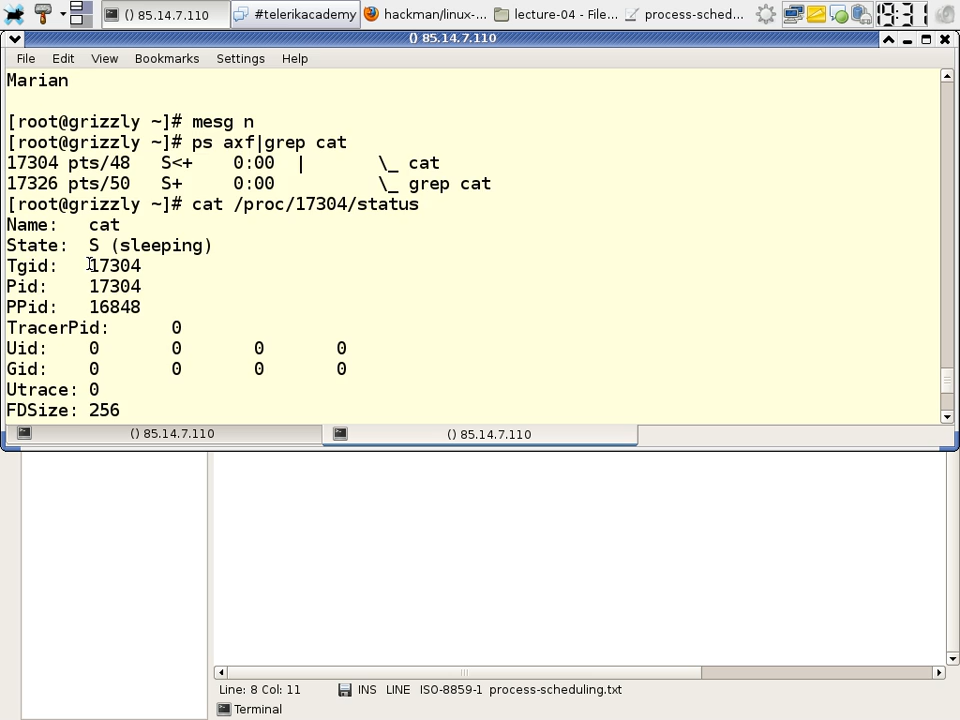 () 85.14.7.110
#telerikacademy
hackman/linux-...
lecture-04 - File...
process-sched...
19:31
() 85.14.7.110
File Edit View Bookmarks Settings Help
Marian
[root@grizzly ~]# mesg n
[root@grizzly ~]# ps axf|grep cat
17304 pts/48 S<+ 0:00 | \_ cat
17326 pts/50 S+ 0:00 \_ grep cat
[root@grizzly ~]# cat /proc/17304/status
Name: cat
State: S (sleeping)
Tgid: 17304
Pid: 17304
PPid: 16848
TracerPid: 0
Uid: 0 0 0 0
Gid: 0 0 0 0
Utrace: 0
FDSize: 256
() 85.14.7.110
() 85.14.7.110
Line: 8 Col: 11 INS LINE ISO-8859-1 process-scheduling.txt
Terminal